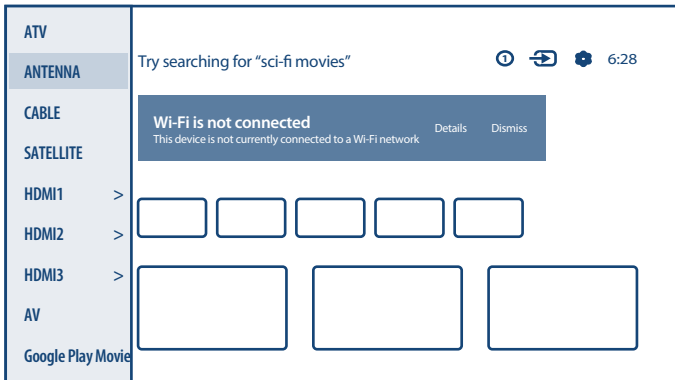 ATV
ANTENNA
CABLE
SATELLITE
HDMI1 >
HDMI2 >
HDMI3 >
AV
Google Play Movie
Try searching for “sci-fi movies”
1
6:28
Wi-Fi is not connected
This device is not currently connected to a Wi-Fi network
Details
Dismiss